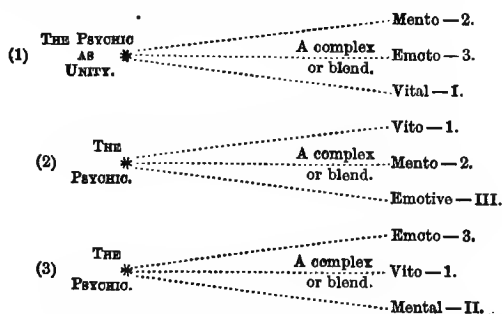 Mento—2.
(1) THE PSYCHIC AS UNITY. * A complex or blend. Emoto—3.
Vital—I.
Vito—1.
(2) THE PSYCHIC. * A complex or blend. Mento—2.
Emotive—III.
Emoto—3.
(3) THE PSYCHIC. * A complex or blend. Vito—1.
Mental—II.